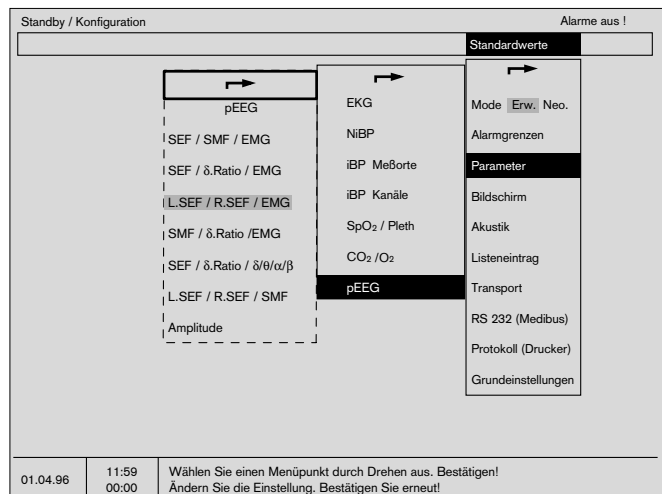 Standby / Konfiguration
Alarme aus !
Standardwerte
pEEG
SEF / SMF / EMG
SEF / δ.Ratio / EMG
L.SEF / R.SEF / EMG
SMF / δ.Ratio /EMG
SEF / δ.Ratio / δ/θ/α/β
L.SEF / R.SEF / SMF
Amplitude
EKG
NiBP
iBP Meßorte
iBP Kanäle
SpO₂ / Pleth
CO₂ /O₂
pEEG
Mode Erw. Neo.
Alarmgrenzen
Parameter
Bildschirm
Akustik
Listeneintrag
Transport
RS 232 (Medibus)
Protokoll (Drucker)
Grundeinstellungen
01.04.96
11:59
00:00
Wählen Sie einen Menüpunkt durch Drehen aus. Bestätigen!
Ändern Sie die Einstellung. Bestätigen Sie erneut!